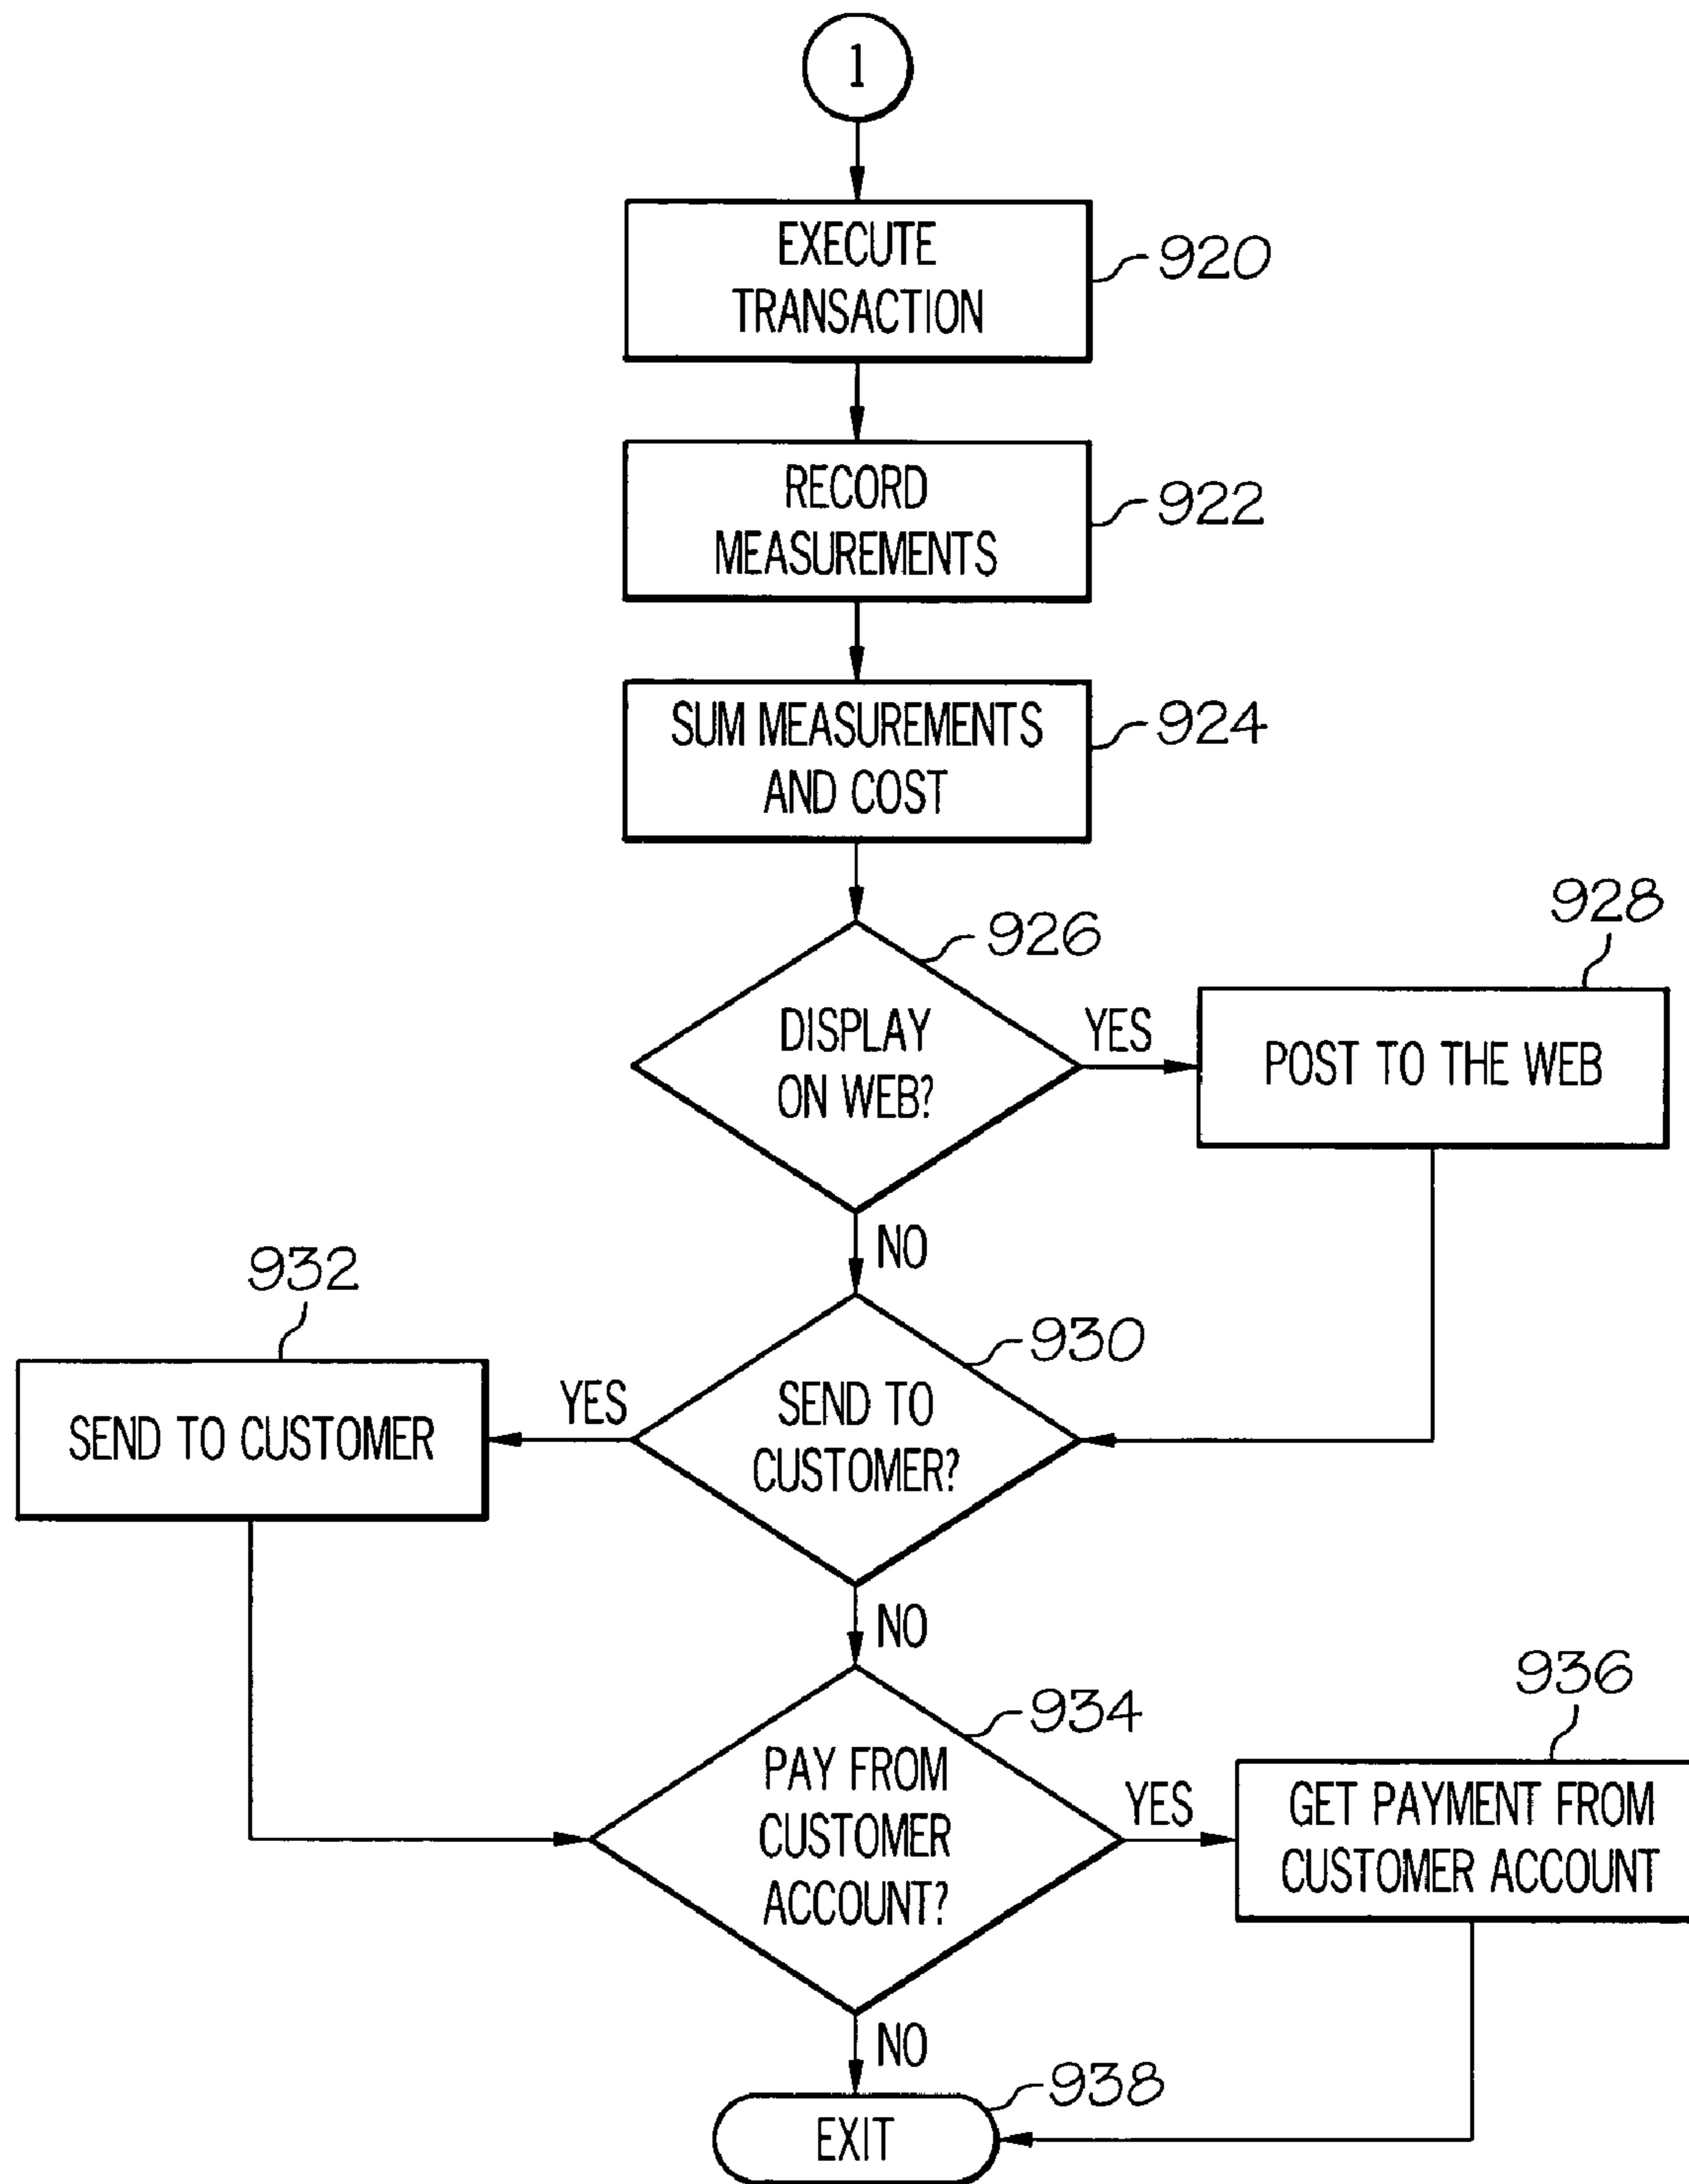 1
EXECUTE
TRANSACTION
920
RECORD
MEASUREMENTS
922
SUM MEASUREMENTS
AND COST
924
926
928
DISPLAY
ON WEB?
YES
POST TO THE WEB
NO
932
930
SEND TO CUSTOMER
YES
SEND TO
CUSTOMER?
NO
934
936
PAY FROM
CUSTOMER
ACCOUNT?
YES
GET PAYMENT FROM
CUSTOMER ACCOUNT
NO
938
EXIT